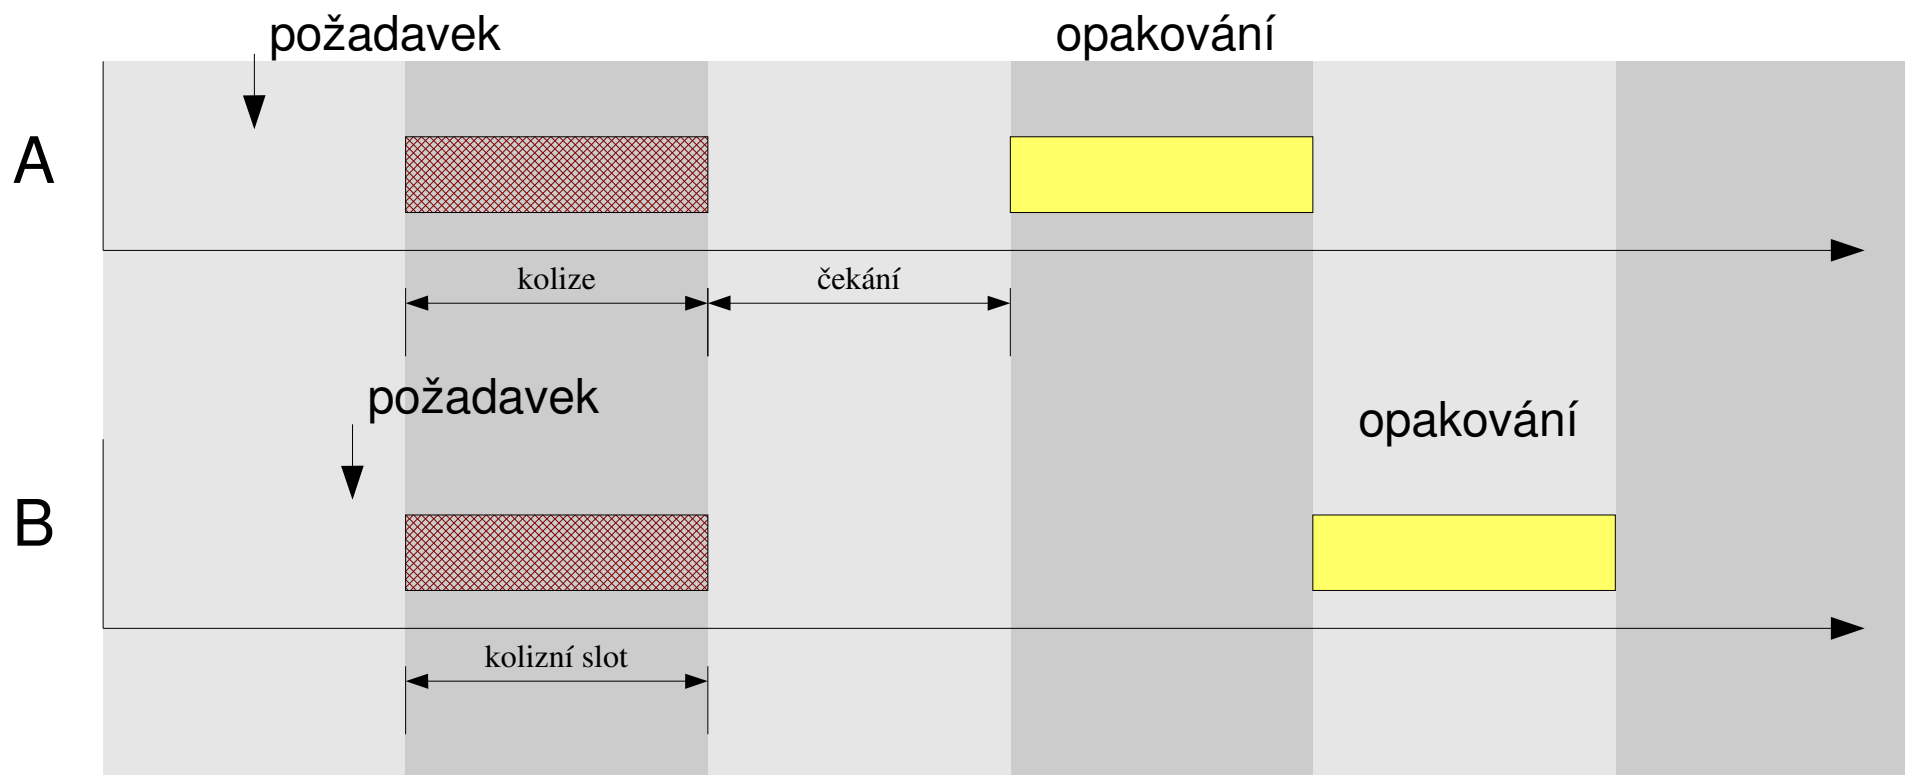 požadavek
opakování
A
kolize
čekání
požadavek
opakování
B
kolizní slot